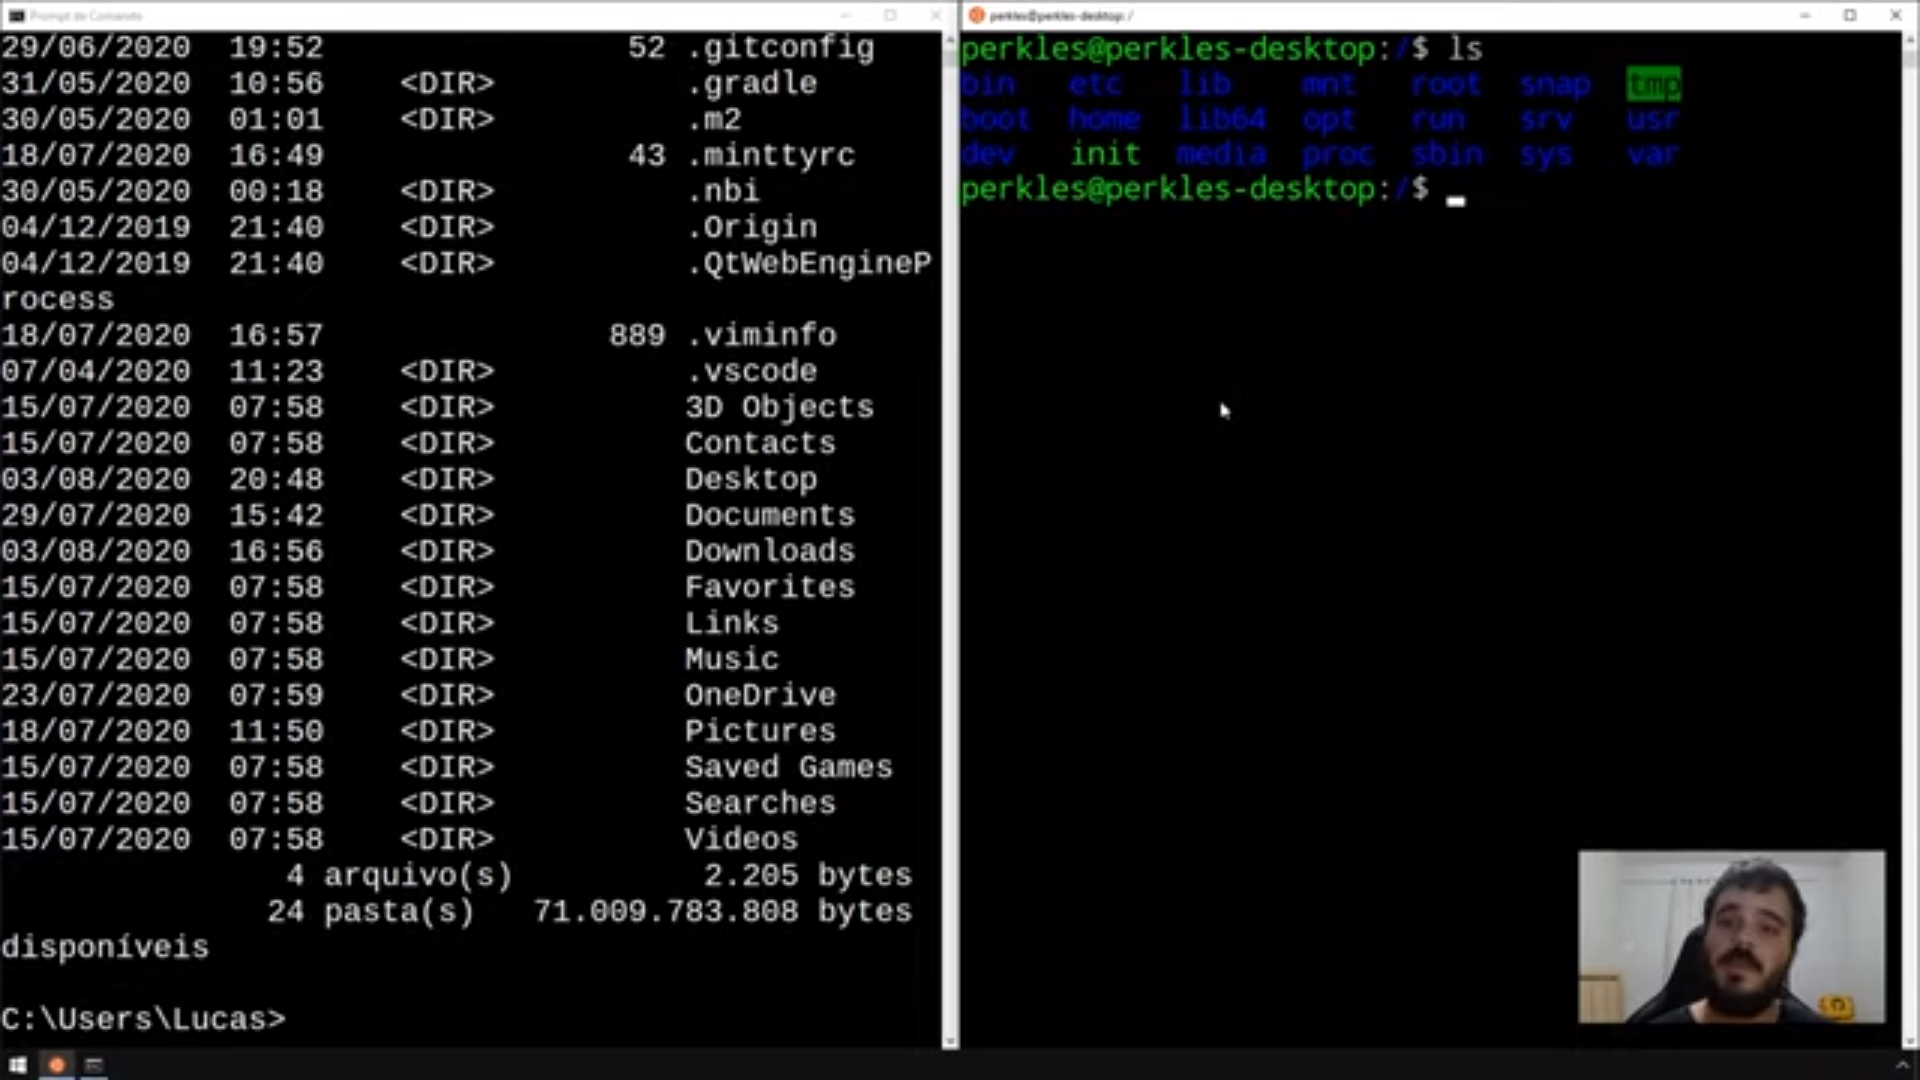 Prompt de Comando
29/06/2020 19:52 52 .gitconfig
31/05/2020 10:56 <DIR> .gradle
30/05/2020 01:01 <DIR> .m2
18/07/2020 16:49 43 .minttyrc
30/05/2020 00:18 <DIR> .nbi
04/12/2019 21:40 <DIR> .Origin
04/12/2019 21:40 <DIR> .QtWebEngineP
rocess
18/07/2020 16:57 889 .viminfo
07/04/2020 11:23 <DIR> .vscode
15/07/2020 07:58 <DIR> 3D Objects
15/07/2020 07:58 <DIR> Contacts
03/08/2020 20:48 <DIR> Desktop
29/07/2020 15:42 <DIR> Documents
03/08/2020 16:56 <DIR> Downloads
15/07/2020 07:58 <DIR> Favorites
15/07/2020 07:58 <DIR> Links
15/07/2020 07:58 <DIR> Music
23/07/2020 07:59 <DIR> OneDrive
18/07/2020 11:50 <DIR> Pictures
15/07/2020 07:58 <DIR> Saved Games
15/07/2020 07:58 <DIR> Searches
15/07/2020 07:58 <DIR> Videos
4 arquivo(s) 2.205 bytes
24 pasta(s) 71.009.783.808 bytes
disponíveis
C:\Users\Lucas>
perkles@perkles-desktop: /
perkles@perkles-desktop:/$ ls
bin etc lib mnt root snap tmp
boot home lib64 opt run srv usr
dev init media proc sbin sys var
perkles@perkles-desktop:/$